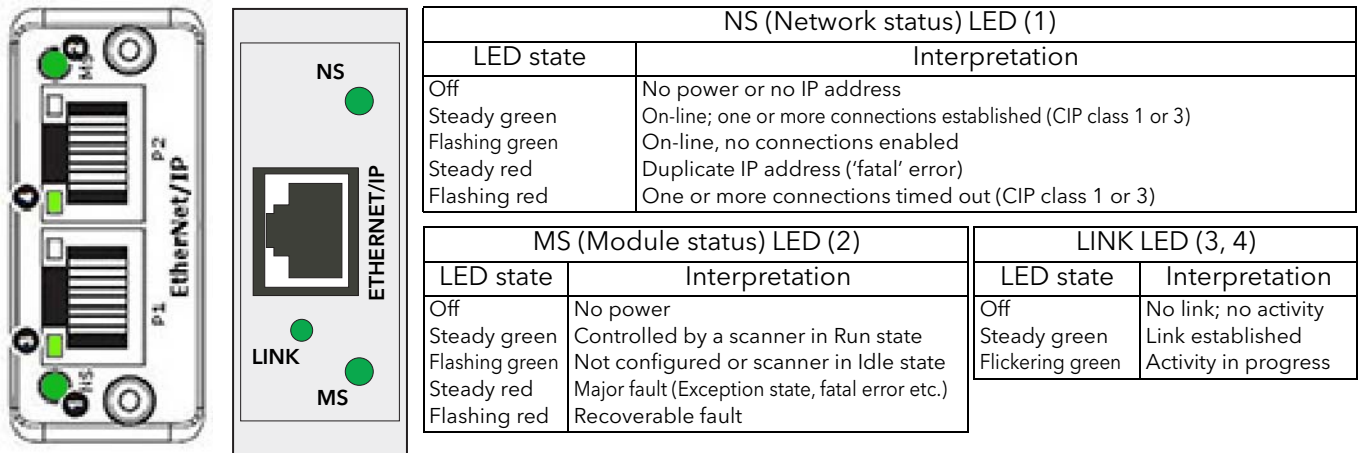 2
MS
P2
4
EtherNet/IP
P1
3
NS
1
NS
ETHERNET/IP
LINK
MS
NS (Network status) LED (1)
LED state Interpretation
Off No power or no IP address
Steady green On-line; one or more connections established (CIP class 1 or 3)
Flashing green On-line, no connections enabled
Steady red Duplicate IP address (‘fatal’ error)
Flashing red One or more connections timed out (CIP class 1 or 3)
MS (Module status) LED (2)
LED state Interpretation
Off No power
Steady green Controlled by a scanner in Run state
Flashing green Not configured or scanner in Idle state
Steady red Major fault (Exception state, fatal error etc.)
Flashing red Recoverable fault
LINK LED (3, 4)
LED state Interpretation
Off No link; no activity
Steady green Link established
Flickering green Activity in progress